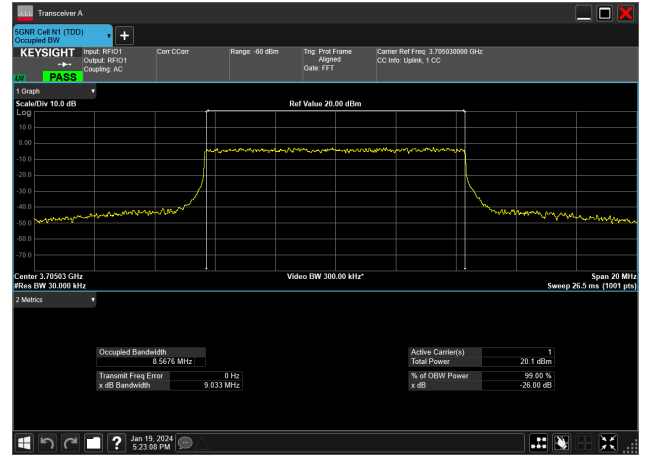 Transceiver A
5GNR Cell N1 (TDD)
Occupied BW
KEYSIGHT
LU
PASS
Input: RFIO1
Output: RFIO1
Coupling: AC
Corr CCorr
Range: -60 dBm
Trig: Prot Frame
Aligned
Gate: FFT
Carrier Ref Freq: 3.705030000 GHz
CC Info: Uplink, 1 CC
1 Graph
Scale/Div 10.0 dB
Ref Value 20.00 dBm
Log
10.0
0.00
-10.0
-20.0
-30.0
-40.0
-50.0
-60.0
-70.0
Center 3.70503 GHz
Video BW 300.00 kHz*
Span 20 MHz
#Res BW 30.000 kHz
Sweep 26.5 ms (1001 pts)
2 Metrics
Occupied Bandwidth
8.5676 MHz
Active Carrier(s) 1
Total Power 20.1 dBm
Transmit Freq Error 0 Hz
x dB Bandwidth 9.033 MHz
% of OBW Power 99.00 %
x dB -26.00 dB
?
Jan 19, 2024
5:23:08 PM